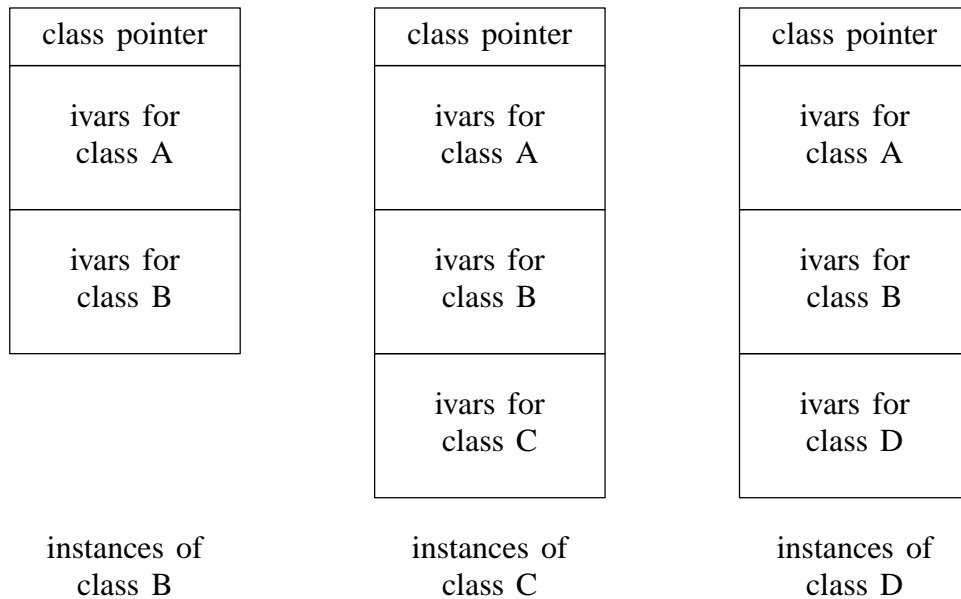 class pointer
ivars for
class A
ivars for
class B
instances of
class B
class pointer
ivars for
class A
ivars for
class B
ivars for
class C
instances of
class C
class pointer
ivars for
class A
ivars for
class B
ivars for
class D
instances of
class D